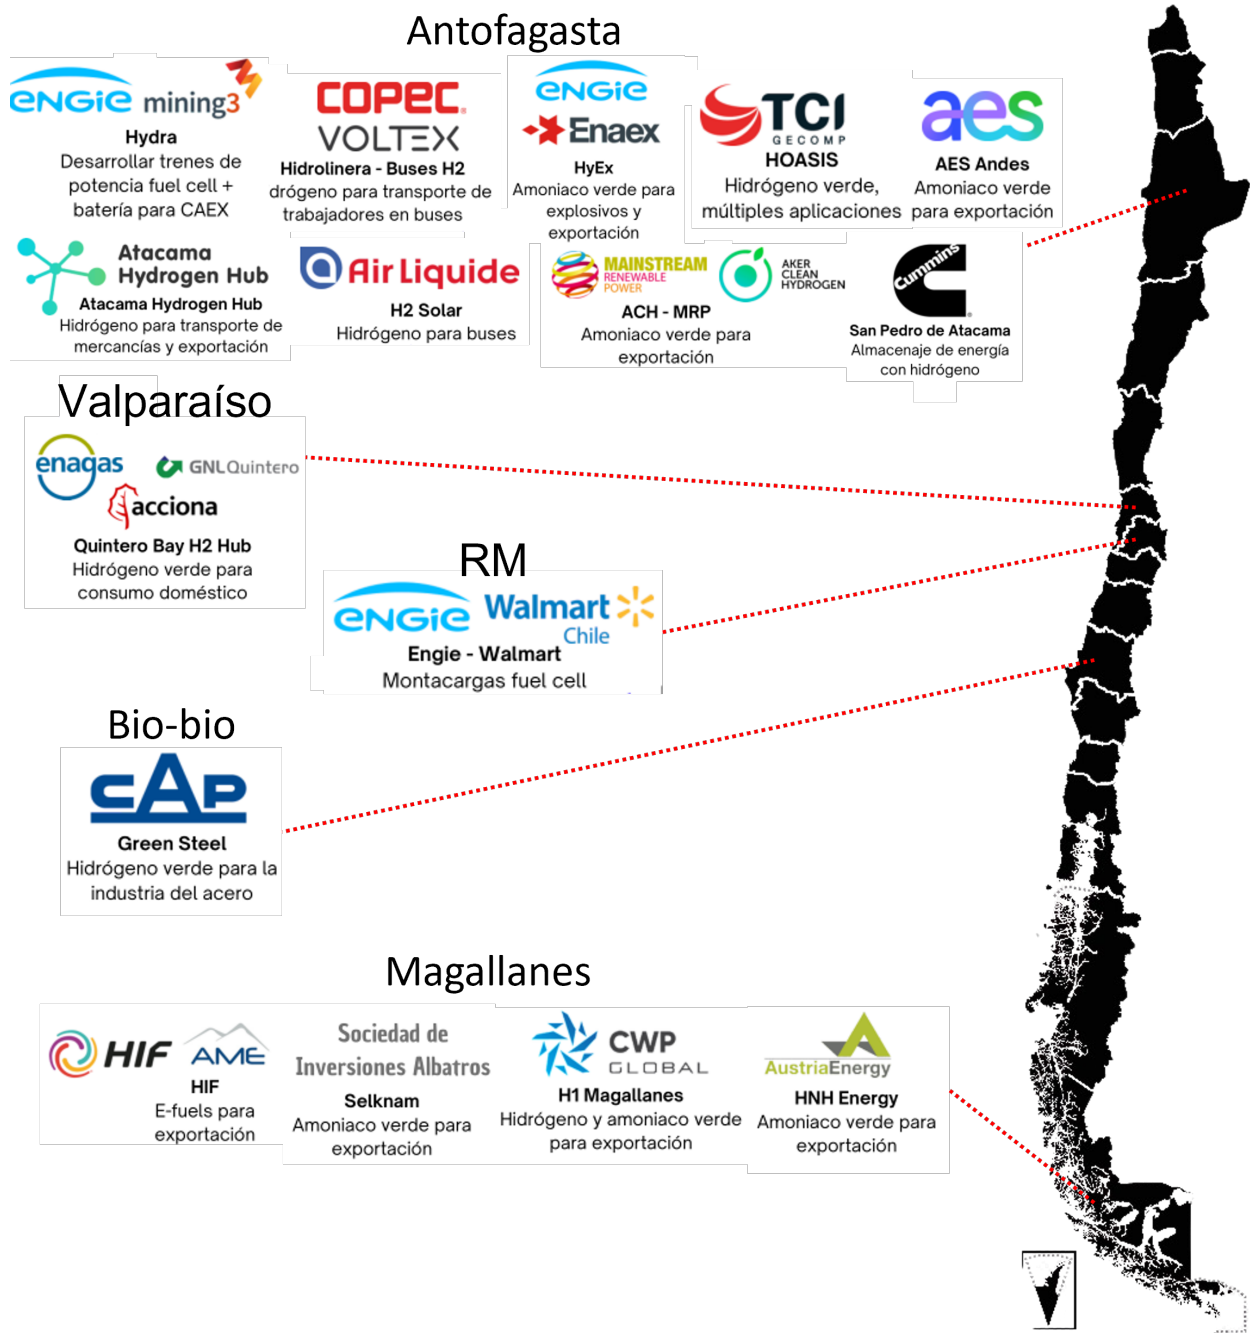 Antofagasta
ENGIE mining3
Hydra
Desarrollar trenes de
potencia fuel cell +
batería para CAEX
COPEC
VOLTEX
Hidrolinera - Buses H2
drógeno para transporte de
trabajadores en buses
ENGIE
Enaex
HyEx
Amoniaco verde para
explosivos y
exportación
TCI
GECOMP
HOASIS
Hidrógeno verde,
múltiples aplicaciones
aes
AES Andes
Amoniaco verde
para exportación
Atacama
Hydrogen Hub
Atacama Hydrogen Hub
Hidrógeno para transporte de
mercancías y exportación
Air Liquide
H2 Solar
Hidrógeno para buses
MAINSTREAM
RENEWABLE
POWER
AKER
CLEAN
HYDROGEN
ACH - MRP
Amoniaco verde para
exportación
Cummins
San Pedro de Atacama
Almacenaje de energía
con hidrógeno
Valparaíso
enagas GNLQuintero
acciona
Quintero Bay H2 Hub
Hidrógeno verde para
consumo doméstico
RM
ENGIE Walmart
Chile
Engie - Walmart
Montacargas fuel cell
Bio-bio
CAP
Green Steel
Hidrógeno verde para la
industria del acero
Magallanes
HIF AME
HIF
E-fuels para
exportación
Sociedad de
Inversiones Albatros
Selknam
Amoniaco verde para
exportación
CWP
GLOBAL
H1 Magallanes
Hidrógeno y amoniaco verde
para exportación
AustriaEnergy
HNH Energy
Amoniaco verde para
exportación